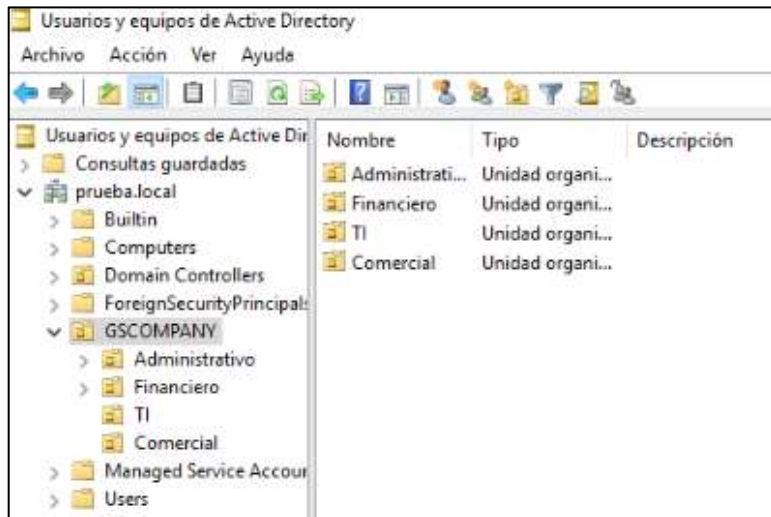 Usuarios y equipos de Active Directory
Archivo Acción Ver Ayuda
Usuarios y equipos de Active Dir
Consultas guardadas
prueba.local
Builtin
Computers
Domain Controllers
ForeignSecurityPrincipals
GSCOMPANY
Administrativo
Financiero
TI
Comercial
Managed Service Accour
Users
Nombre Tipo Descripción
Administrati... Unidad organi...
Financiero Unidad organi...
TI Unidad organi...
Comercial Unidad organi...